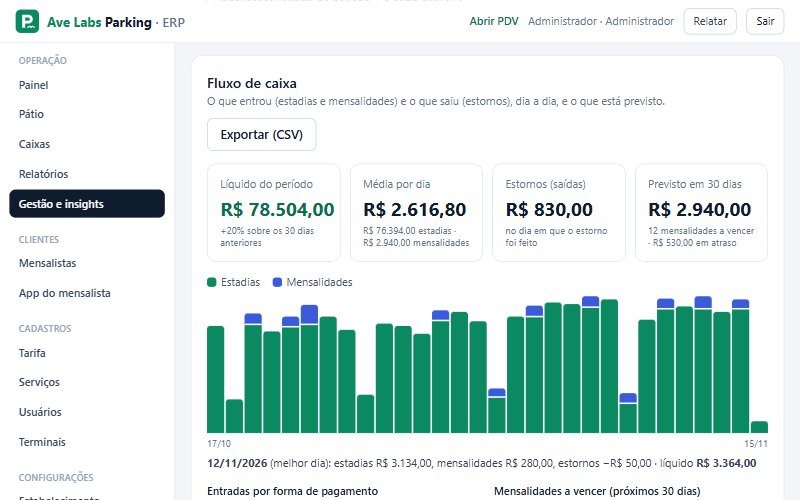 Ave Labs Parking · ERP
Abrir PDV
Administrador · Administrador
Relatar
Sair
OPERAÇÃO
Painel
Pátio
Caixas
Relatórios
Gestão e insights
CLIENTES
Mensalistas
App do mensalista
CADASTROS
Tarifa
Serviços
Usuários
Terminais
CONFIGURAÇÕES
Estabelecimento
Fluxo de caixa
O que entrou (estadias e mensalidades) e o que saiu (estornos), dia a dia, e o que está previsto.
Exportar (CSV)
Líquido do período
R$ 78.504,00
+20% sobre os 30 dias
anteriores
Média por dia
R$ 2.616,80
R$ 76.394,00 estadias ·
R$ 2.940,00 mensalidades
Estornos (saídas)
R$ 830,00
no dia em que o estorno
foi feito
Previsto em 30 dias
R$ 2.940,00
12 mensalidades a vencer
· R$ 530,00 em atraso
Estadias
Mensalidades
17/10
15/11
12/11/2026 (melhor dia): estadias R$ 3.134,00, mensalidades R$ 280,00, estornos −R$ 50,00 · líquido R$ 3.364,00
Entradas por forma de pagamento
Mensalidades a vencer (próximos 30 dias)